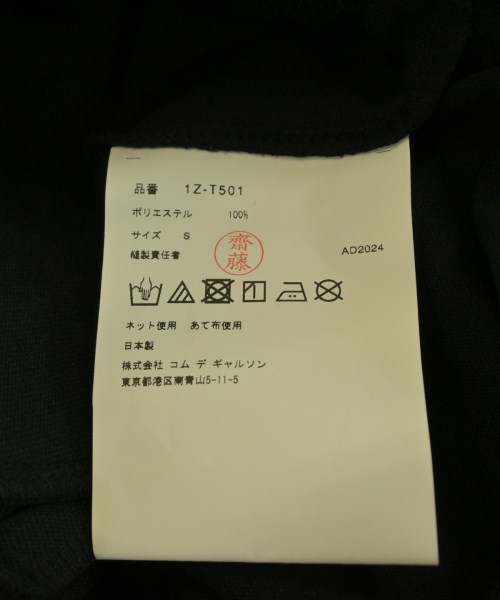 品番 1Z-T501
ポリエステル 100%
サイズ S
縫製責任者 齋藤 AD2024
ネット使用 あて布使用
日本製
株式会社 コム デ ギャルソン
東京都港区南青山5-11-5